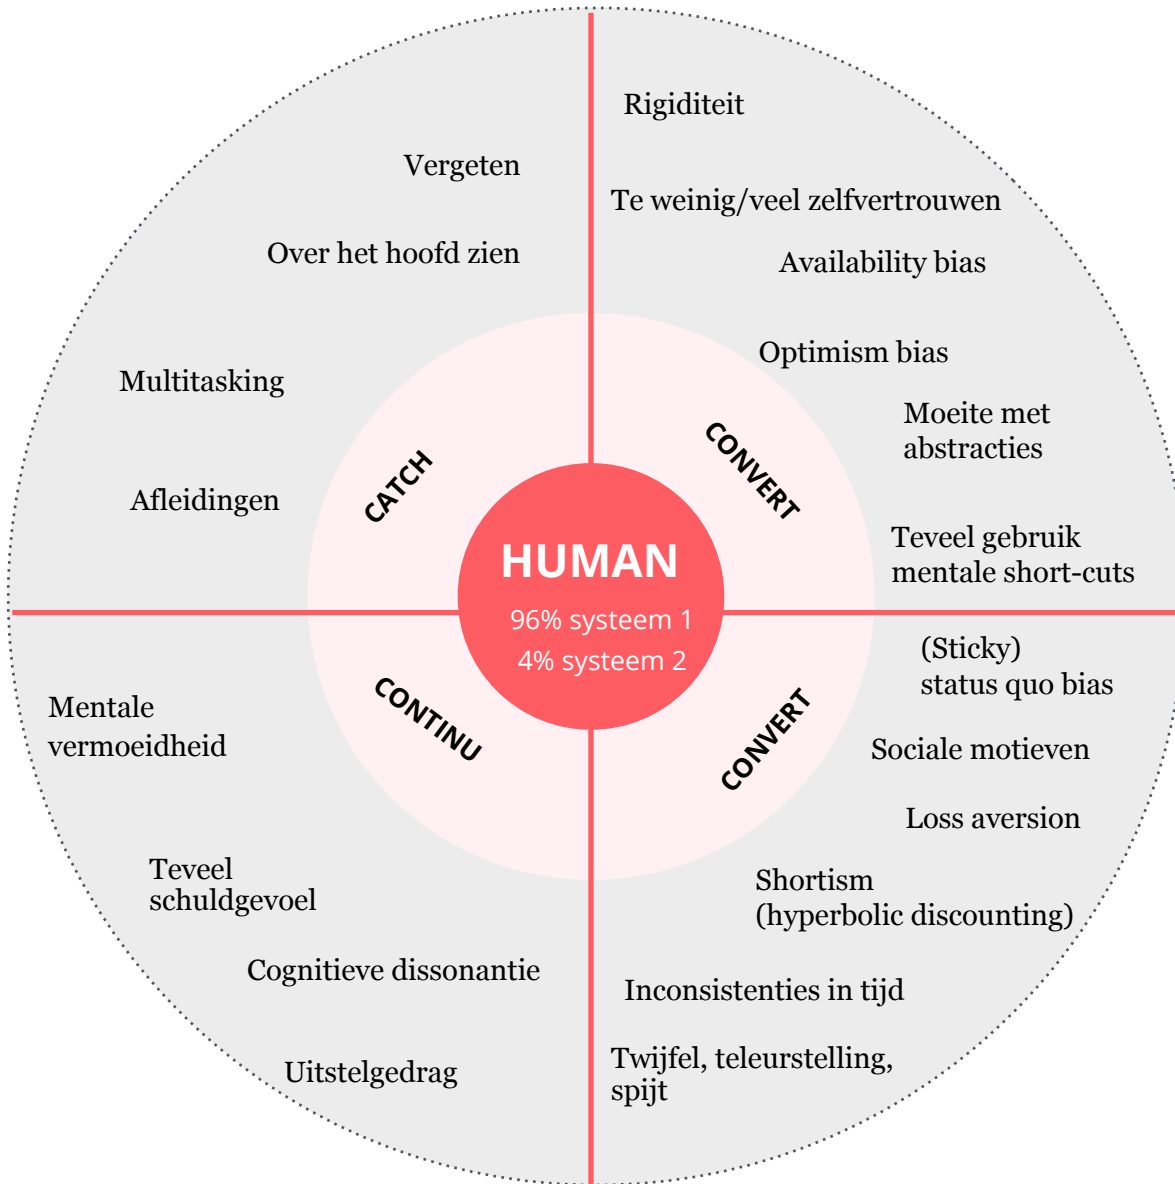 Vergeten
Over het hoofd zien
Multitasking
Afleidingen
CATCH
Rigiditeit
Te weinig/veel zelfvertrouwen
Availability bias
Optimism bias
Moeite met
abstracties
Teveel gebruik
mentale short-cuts
CONVERT
HUMAN
96% systeem 1
4% systeem 2
CONTINU
Mentale
vermoeidheid
Teveel
schuldgevoel
Cognitieve dissonantie
Uitstelgedrag
CONVERT
(Sticky)
status quo bias
Sociale motieven
Loss aversion
Shortism
(hyperbolic discounting)
Inconsistenties in tijd
Twijfel, teleurstelling,
spijt